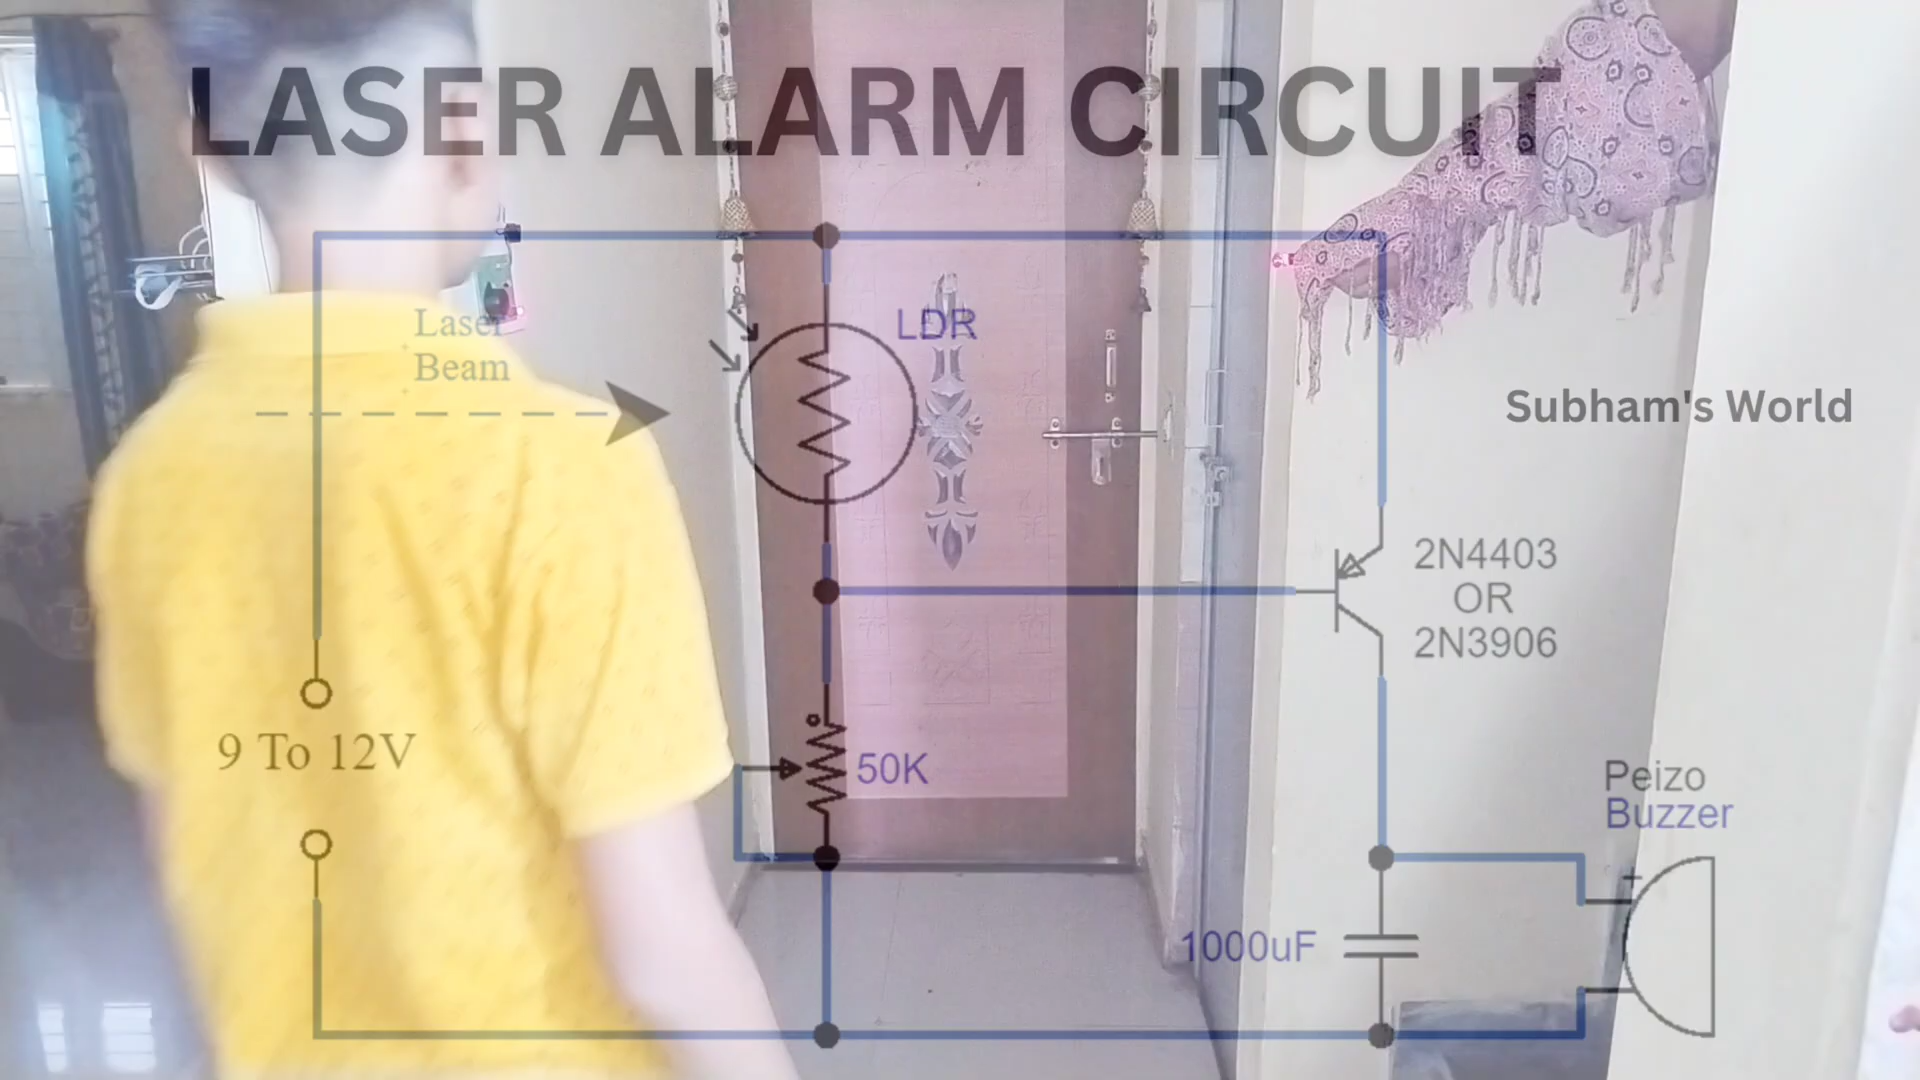 LASER ALARM CIRCUIT
Laser
Beam
LDR
Subham's World
2N4403
OR
2N3906
9 To 12V
50K
Peizo
Buzzer
+
1000uF